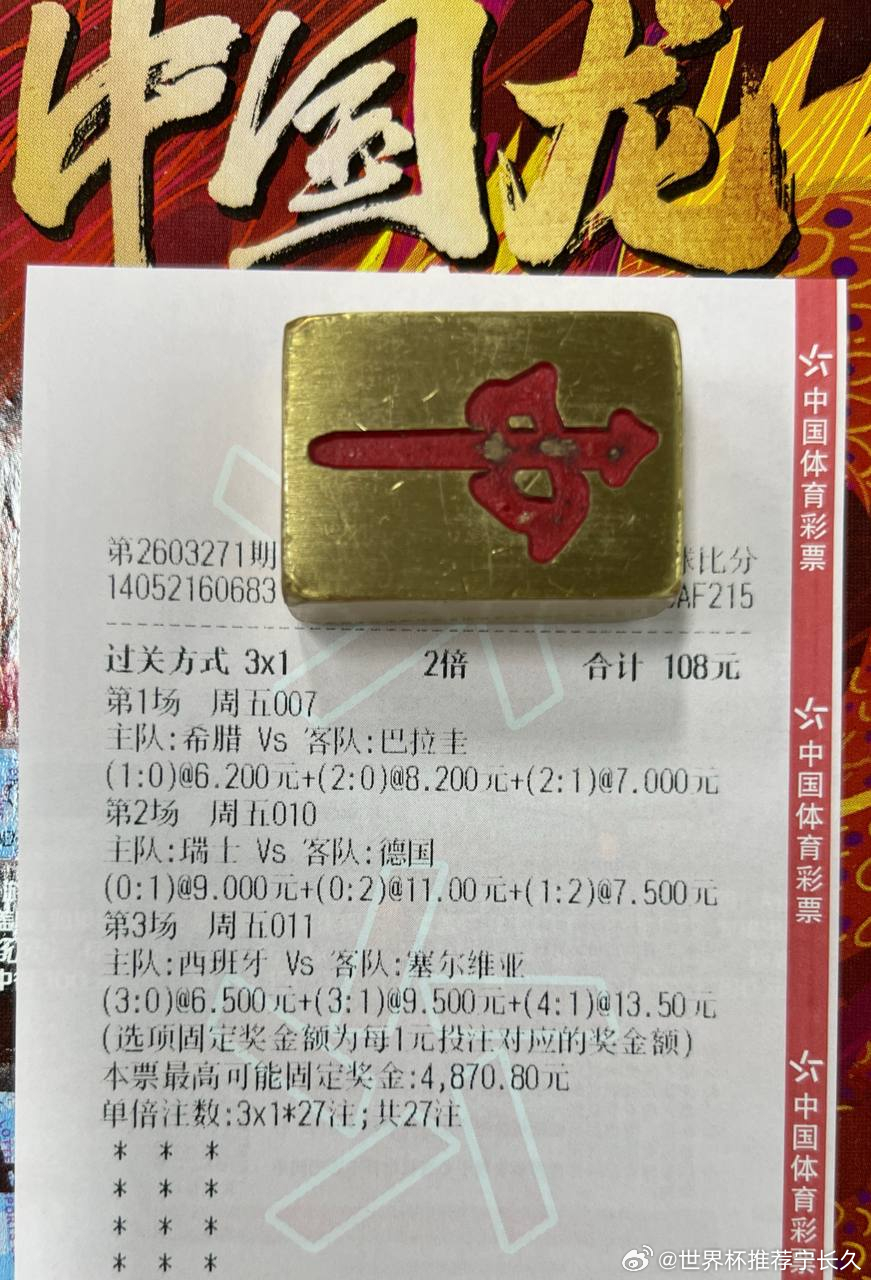 中国龙
第2603271期
球比分
14052160683
AF215
过关方式 3x1 2倍 合计 108元
第1场 周五007
主队:希腊 Vs 客队:巴拉圭
(1:0)@6.200元+(2:0)@8.200元+(2:1)@7.000元
第2场 周五010
主队:瑞士 Vs 客队:德国
(0:1)@9.000元+(0:2)@11.00元+(1:2)@7.500元
第3场 周五011
主队:西班牙 Vs 客队:塞尔维亚
(3:0)@6.500元+(3:1)@9.500元+(4:1)@13.50元
(选项固定奖金额为每1元投注对应的奖金额)
本票最高可能固定奖金:4,870.80元
单倍注数:3x1*27注;共27注
* * *
* * *
* * *
* * *
中
中国体育彩票
中国体育彩票
中国体育彩票
@世界杯推荐宇长久